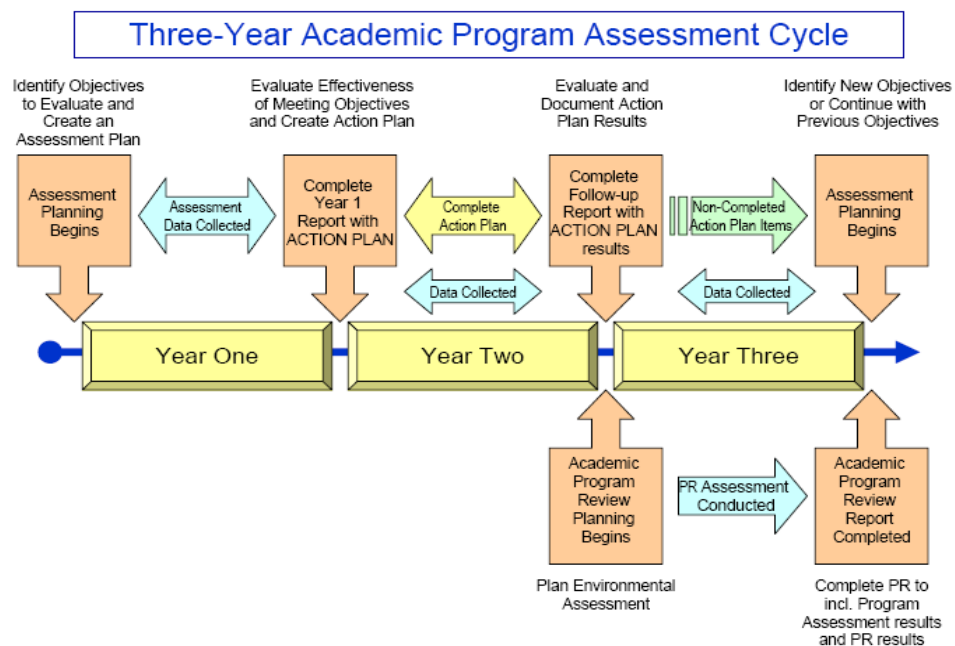 Three-Year Academic Program Assessment Cycle
Identify Objectives
to Evaluate and
Create an
Assessment Plan
Evaluate Effectiveness
of Meeting Objectives
and Create Action Plan
Evaluate and
Document Action
Plan Results
Identify New Objectives
or Continue with
Previous Objectives
Assessment
Planning
Begins
Assessment
Data Collected
Complete
Year 1
Report with
ACTION PLAN
Complete
Action Plan
Complete
Follow-up
Report with
ACTION PLAN
results
Non-Completed
Action Plan Items
Assessment
Planning
Begins
Data Collected
Data Collected
Year One
Year Two
Year Three
Academic
Program
Review
Planning
Begins
PR Assessment
Conducted
Academic
Program
Review
Report
Completed
Plan Environmental
Assessment
Complete PR to
incl. Program
Assessment results
and PR results